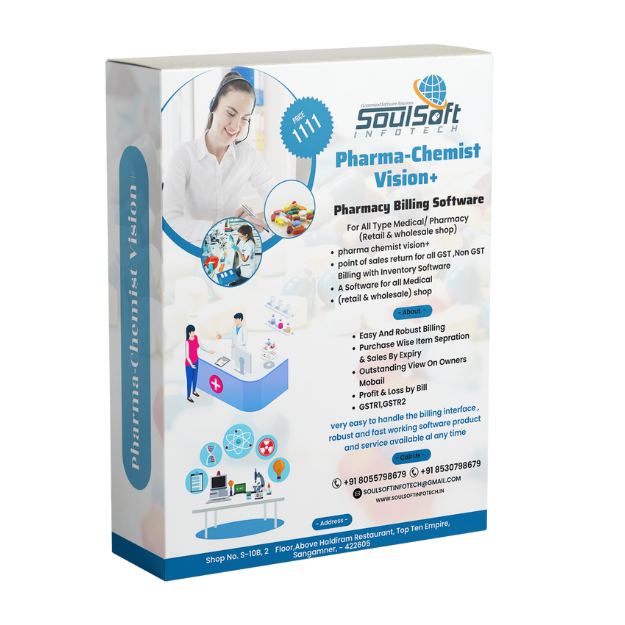 Pharma-Chemist Vision+
PRICE
1111
Customized Software Solutions
SoulSoft
INFOTECH
Pharma-Chemist
Vision+
Pharmacy Billing Software
For All Type Medical/ Pharmacy
(Retail & wholesale shop)
• pharma chemist vision+
• point of sales return for all GST ,Non GST
Billing with Inventory Software
• A Software for all Medical
• (retail & wholesale) shop
- About -
• Easy And Robust Billing
• Purchase Wise Item Sepration
& Sales By Expiry
• Outstanding View On Owners
Mobail
• Profit & Loss by Bill
• GSTR1,GSTR2
very easy to handle the billing interface ,
robust and fast working software product
and service available al any time
- Call Us -
+91 8055798679 +91 8530798679
SOULSOFTINFOTECH@GMAIL.COM
WWW.SOULSOFTINFOTECH.IN
- Address -
Shop No. S-10B, 2 Floor,Above Haldiram Restaurant, Top Ten Empire,
Sangamner, - 422605